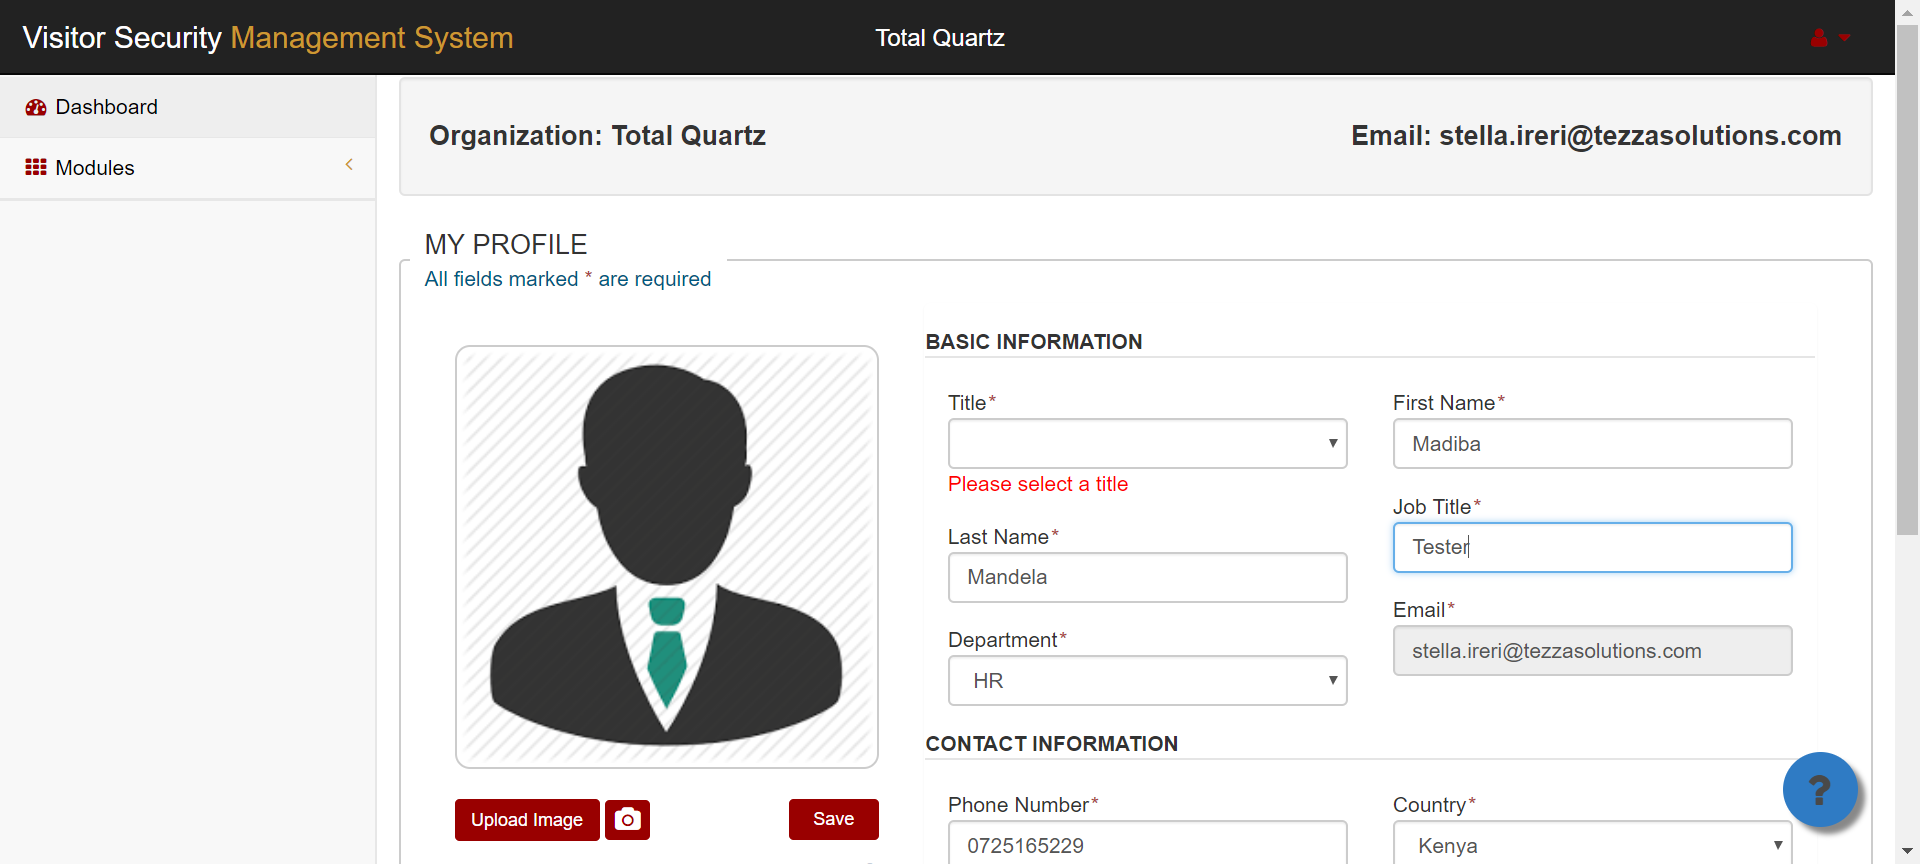 Visitor Security Management System
Total Quartz
Dashboard
Modules
Organization: Total Quartz
Email: stella.ireri@tezzasolutions.com
MY PROFILE
All fields marked * are required
BASIC INFORMATION
Title*
Please select a title
First Name*
Madiba
Last Name*
Mandela
Job Title*
Tester
Department*
HR
Email*
stella.ireri@tezzasolutions.com
CONTACT INFORMATION
Phone Number*
0725165229
Country*
Kenya
Upload Image
Save
?